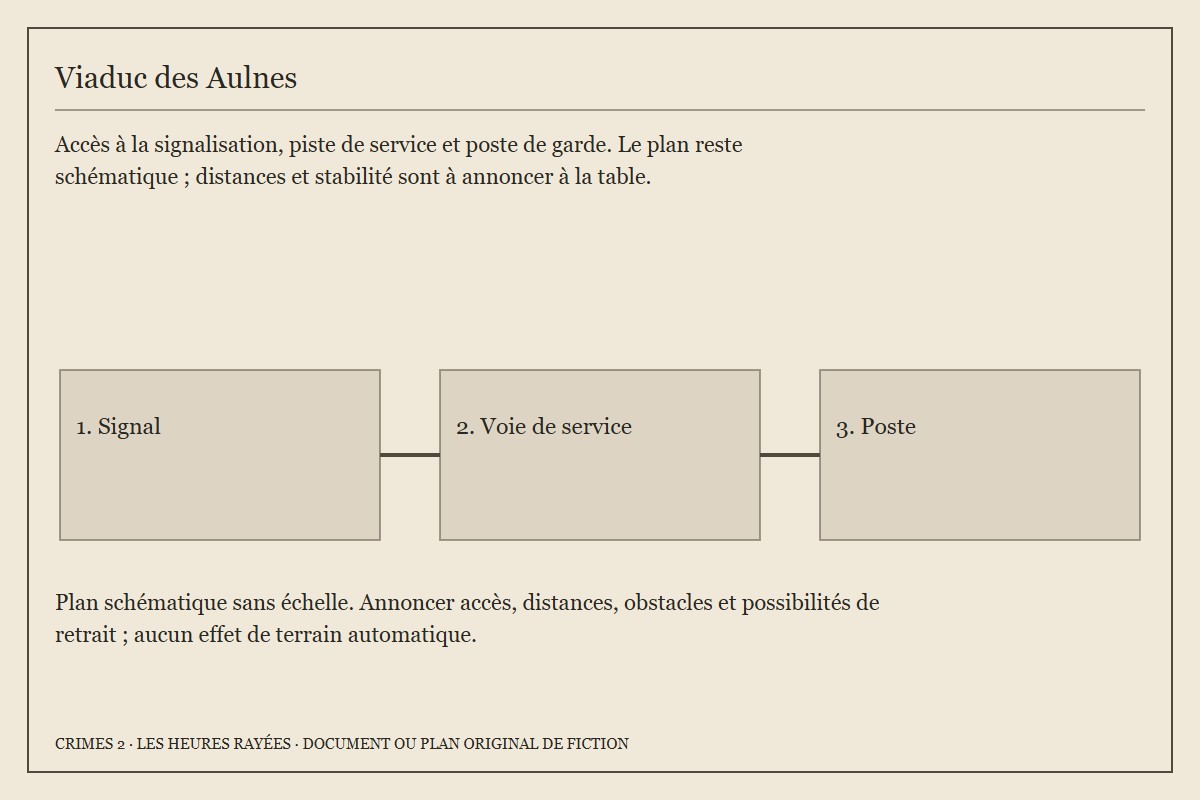 Viaduc des Aulnes
Accès à la signalisation, piste de service et poste de garde. Le plan reste
schématique ; distances et stabilité sont à annoncer à la table.
1. Signal
2. Voie de service
3. Poste
Plan schématique sans échelle. Annoncer accès, distances, obstacles et possibilités de
retrait ; aucun effet de terrain automatique.
CRIMES 2 · LES HEURES RAYÉES · DOCUMENT OU PLAN ORIGINAL DE FICTION